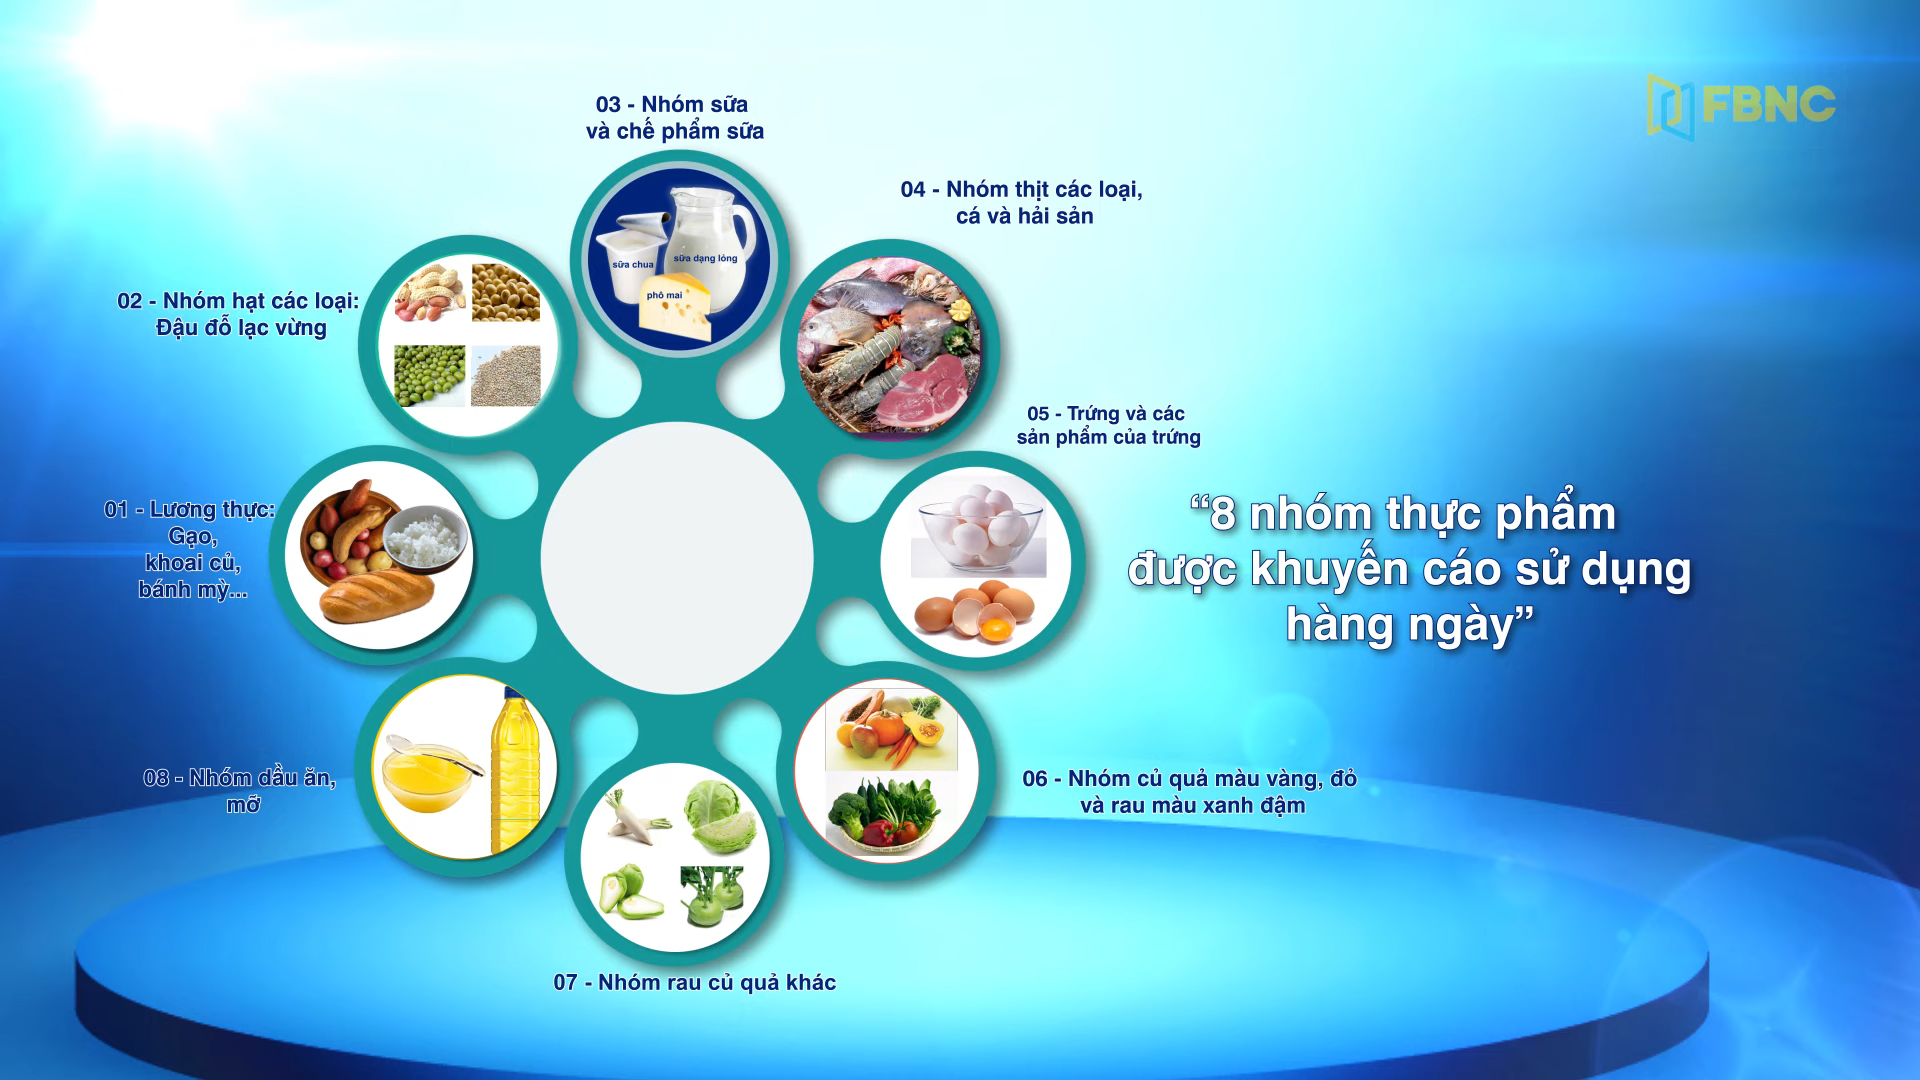 FBNC
03 - Nhóm sữa
và chế phẩm sữa
04 - Nhóm thịt các loại,
cá và hải sản
sữa chua
sữa dạng lỏng
phô mai
02 - Nhóm hạt các loại:
Đậu đỗ lạc vừng
05 - Trứng và các
sản phẩm của trứng
01 - Lương thực:
Gạo,
khoai củ,
bánh mỳ...
“8 nhóm thực phẩm
được khuyến cáo sử dụng
hàng ngày”
08 - Nhóm dầu ăn,
mỡ
06 - Nhóm củ quả màu vàng, đỏ
và rau màu xanh đậm
07 - Nhóm rau củ quả khác